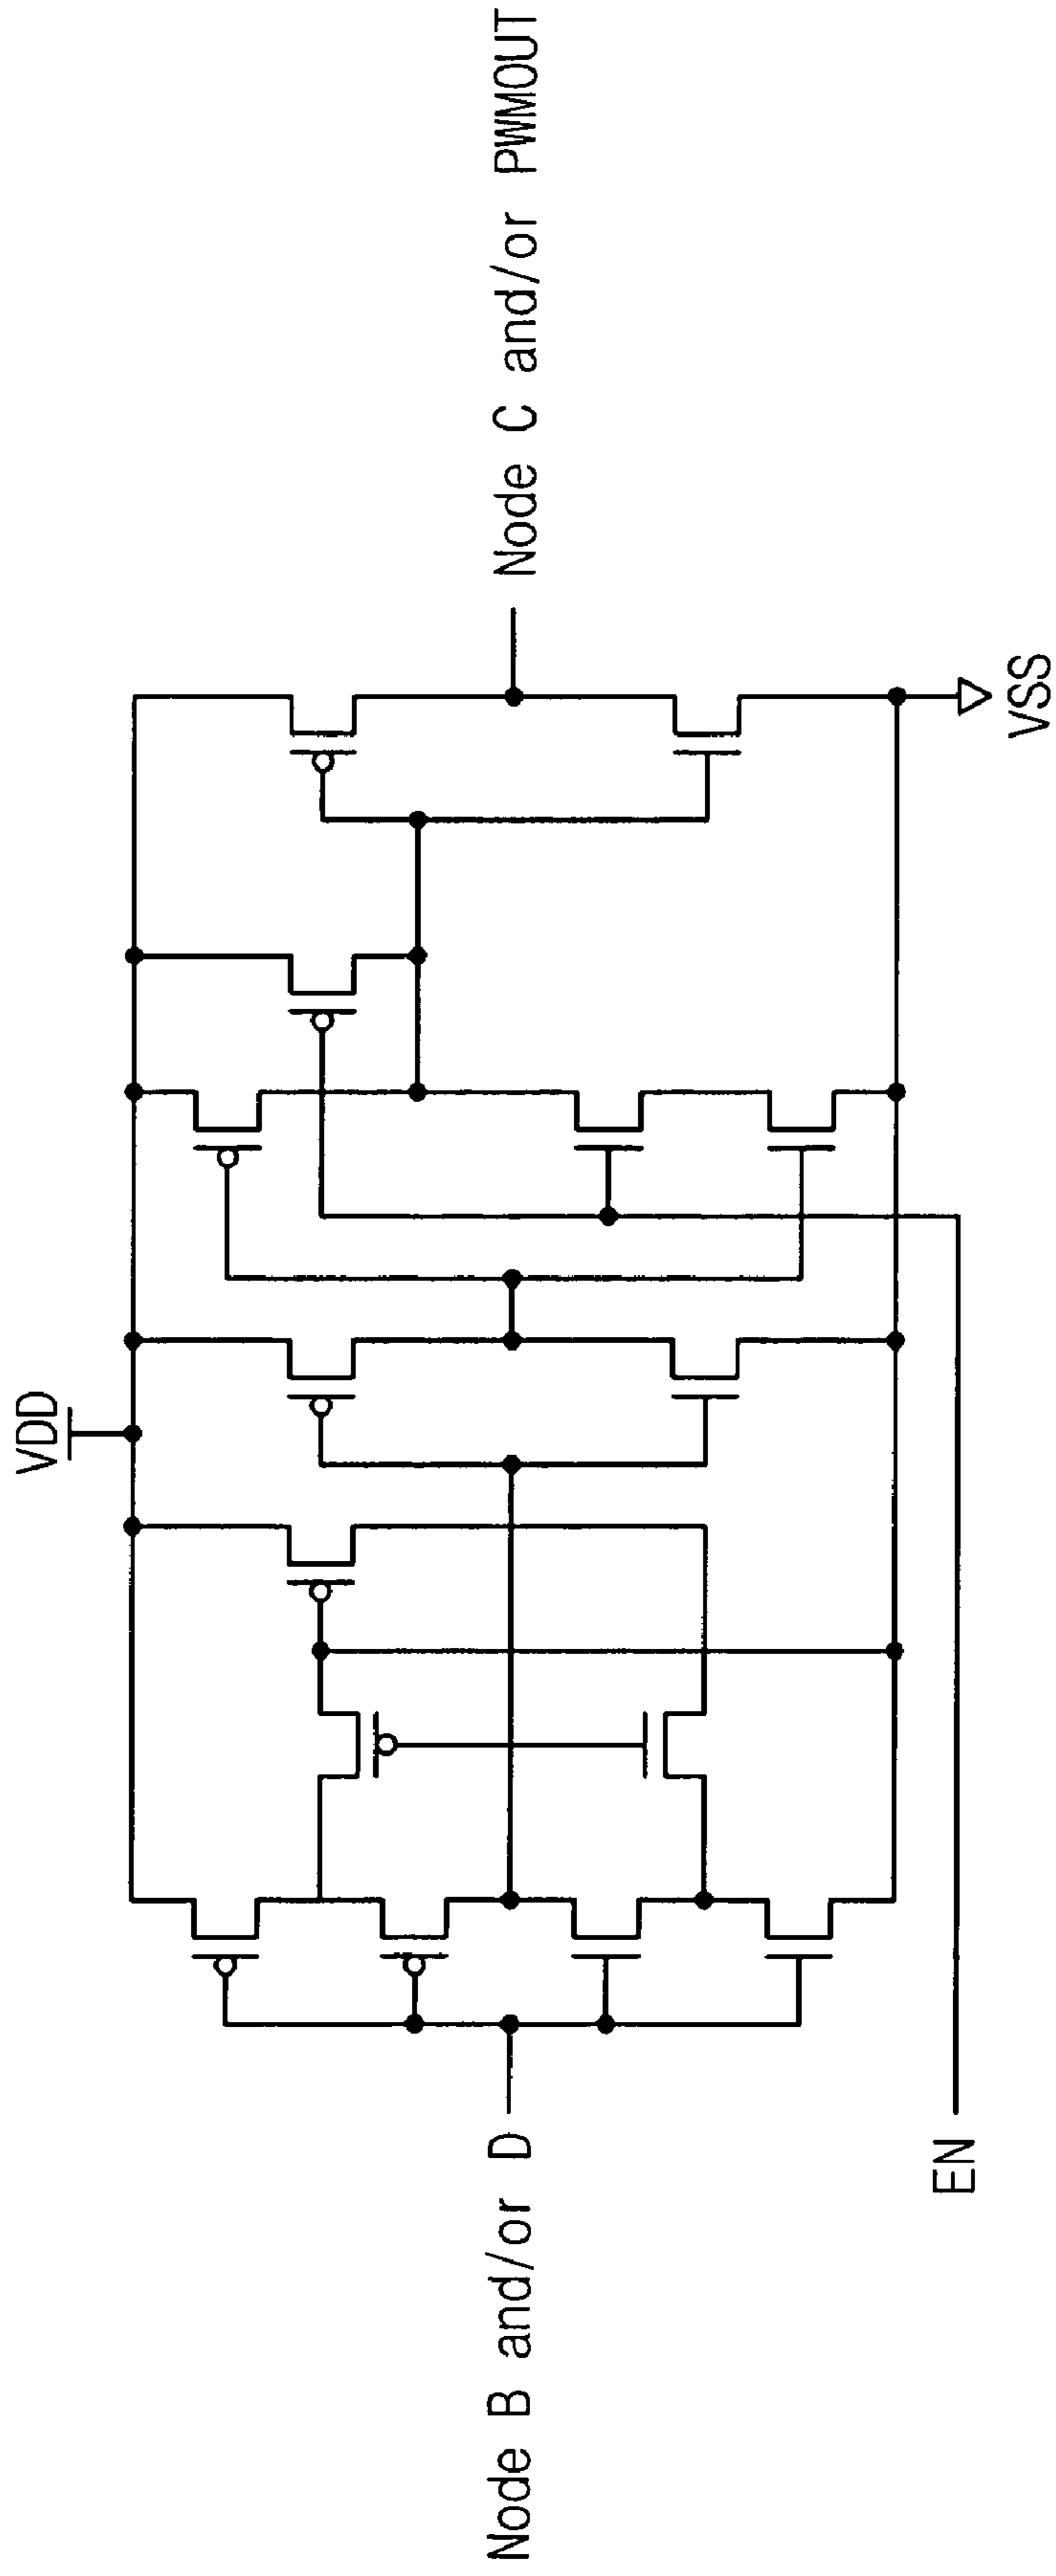 VDD
Node B and/or D
Node C and/or PWMOUT
EN
VSS